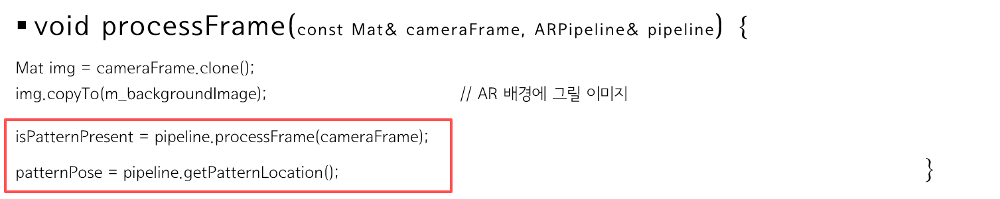 ▪ void processFrame(const Mat& cameraFrame, ARPipeline& pipeline) {
Mat img = cameraFrame.clone();
img.copyTo(m_backgroundImage); // AR 배경에 그릴 이미지
isPatternPresent = pipeline.processFrame(cameraFrame);
patternPose = pipeline.getPatternLocation(); }